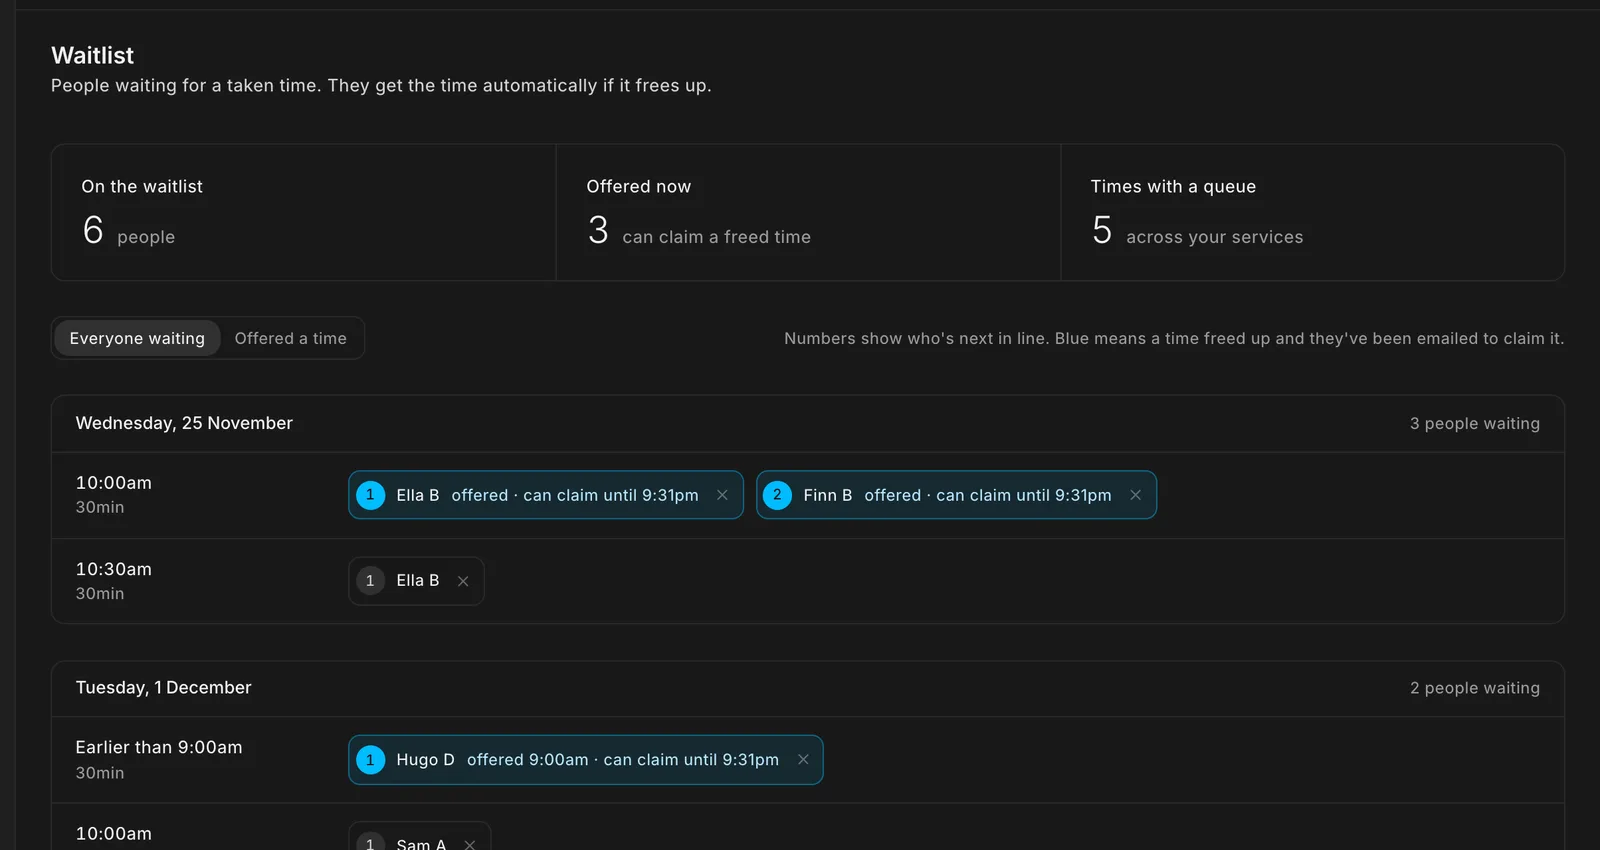 Waitlist
People waiting for a taken time. They get the time automatically if it frees up.
On the waitlist
6 people
Offered now
3 can claim a freed time
Times with a queue
5 across your services
Everyone waiting
Offered a time
Numbers show who's next in line. Blue means a time freed up and they've been emailed to claim it.
Wednesday, 25 November
3 people waiting
10:00am
30min
1 Ella B offered · can claim until 9:31pm ×
2 Finn B offered · can claim until 9:31pm ×
10:30am
30min
1 Ella B ×
Tuesday, 1 December
2 people waiting
Earlier than 9:00am
30min
1 Hugo D offered 9:00am · can claim until 9:31pm ×
10:00am
1 Sam A ×